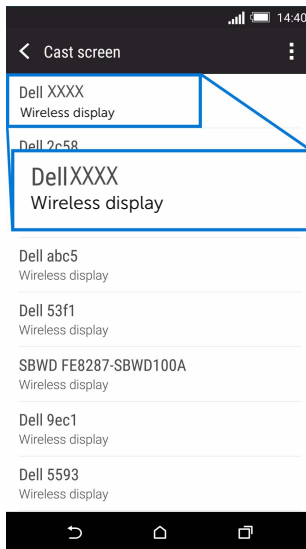 14:40
Cast screen
Dell XXXX
Wireless display
Dell 2c58
Dell XXXX
Wireless display
Dell abc5
Wireless display
Dell 53f1
Wireless display
SBWD FE8287-SBWD100A
Wireless display
Dell 9ec1
Wireless display
Dell 5593
Wireless display